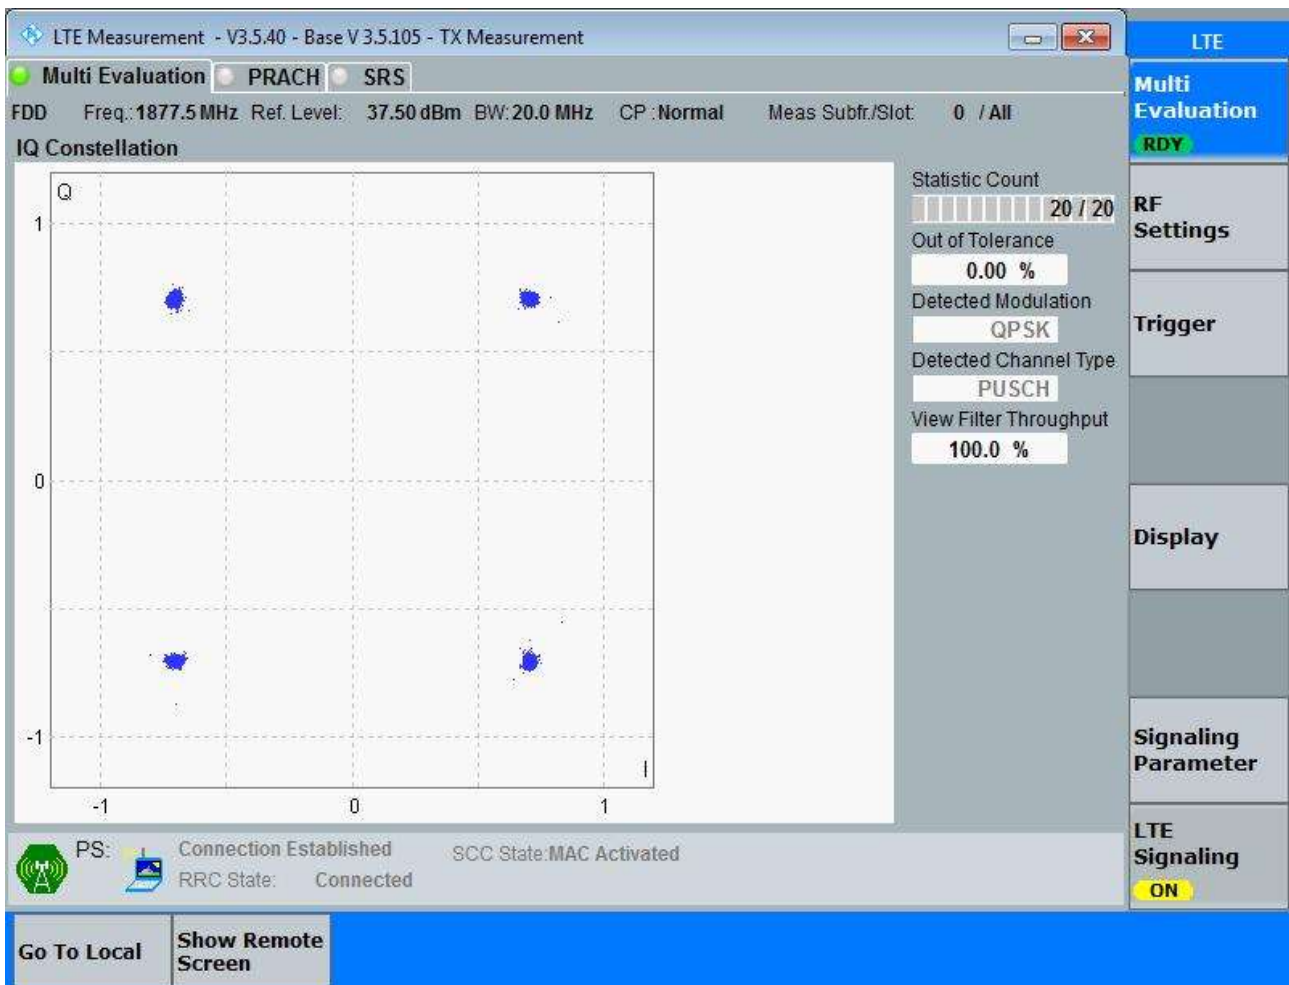 LTE Measurement - V3.5.40 - Base V 3.5.105 - TX Measurement
LTE
Multi Evaluation PRACH SRS
FDD Freq.: 1877.5 MHz Ref. Level: 37.50 dBm BW: 20.0 MHz CP : Normal Meas Subfr./Slot: 0 / All
IQ Constellation
Q
1
0
-1
-1 0 1
I
Statistic Count
20 / 20
Out of Tolerance
0.00 %
Detected Modulation
QPSK
Detected Channel Type
PUSCH
View Filter Throughput
100.0 %
Multi
Evaluation
RDY
RF
Settings
Trigger
Display
Signaling
Parameter
LTE
Signaling
ON
PS: Connection Established SCC State: MAC Activated
RRC State: Connected
Go To Local
Show Remote
Screen